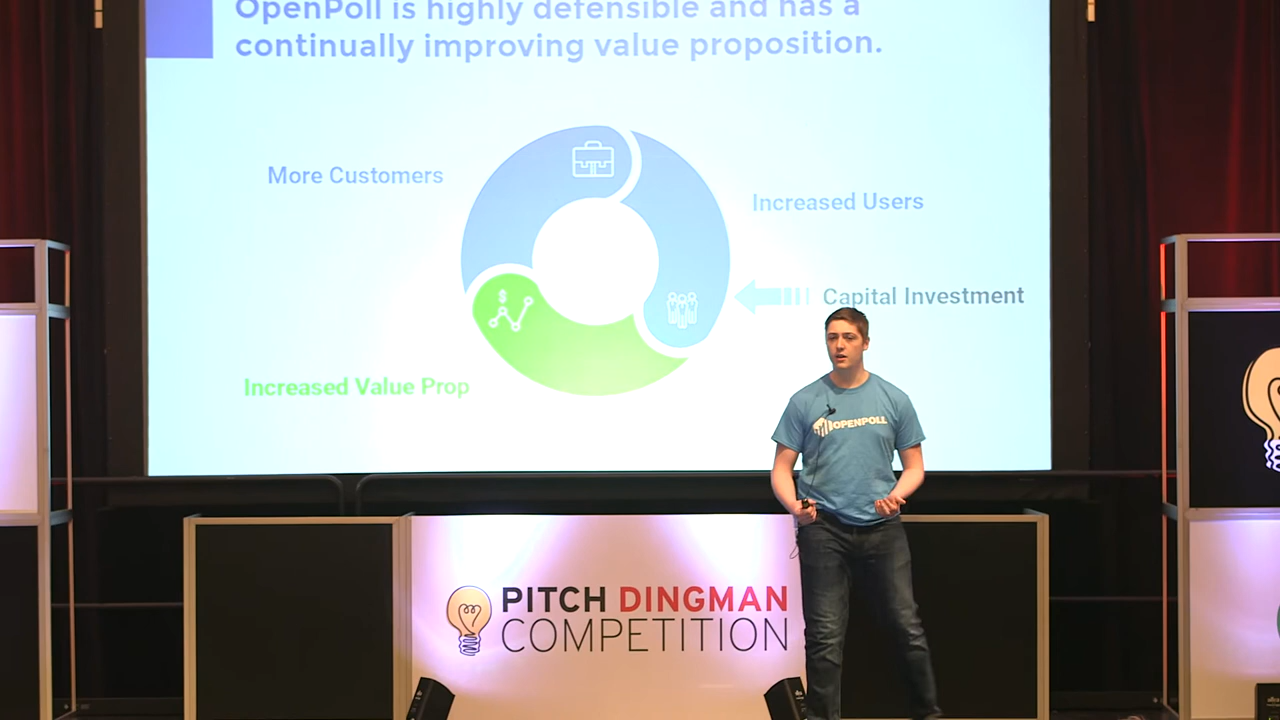 OpenPoll is highly defensible and has a
continually improving value proposition.
More Customers
Increased Users
Capital Investment
Increased Value Prop
$
OPENPOLL
PITCH DINGMAN
COMPETITION